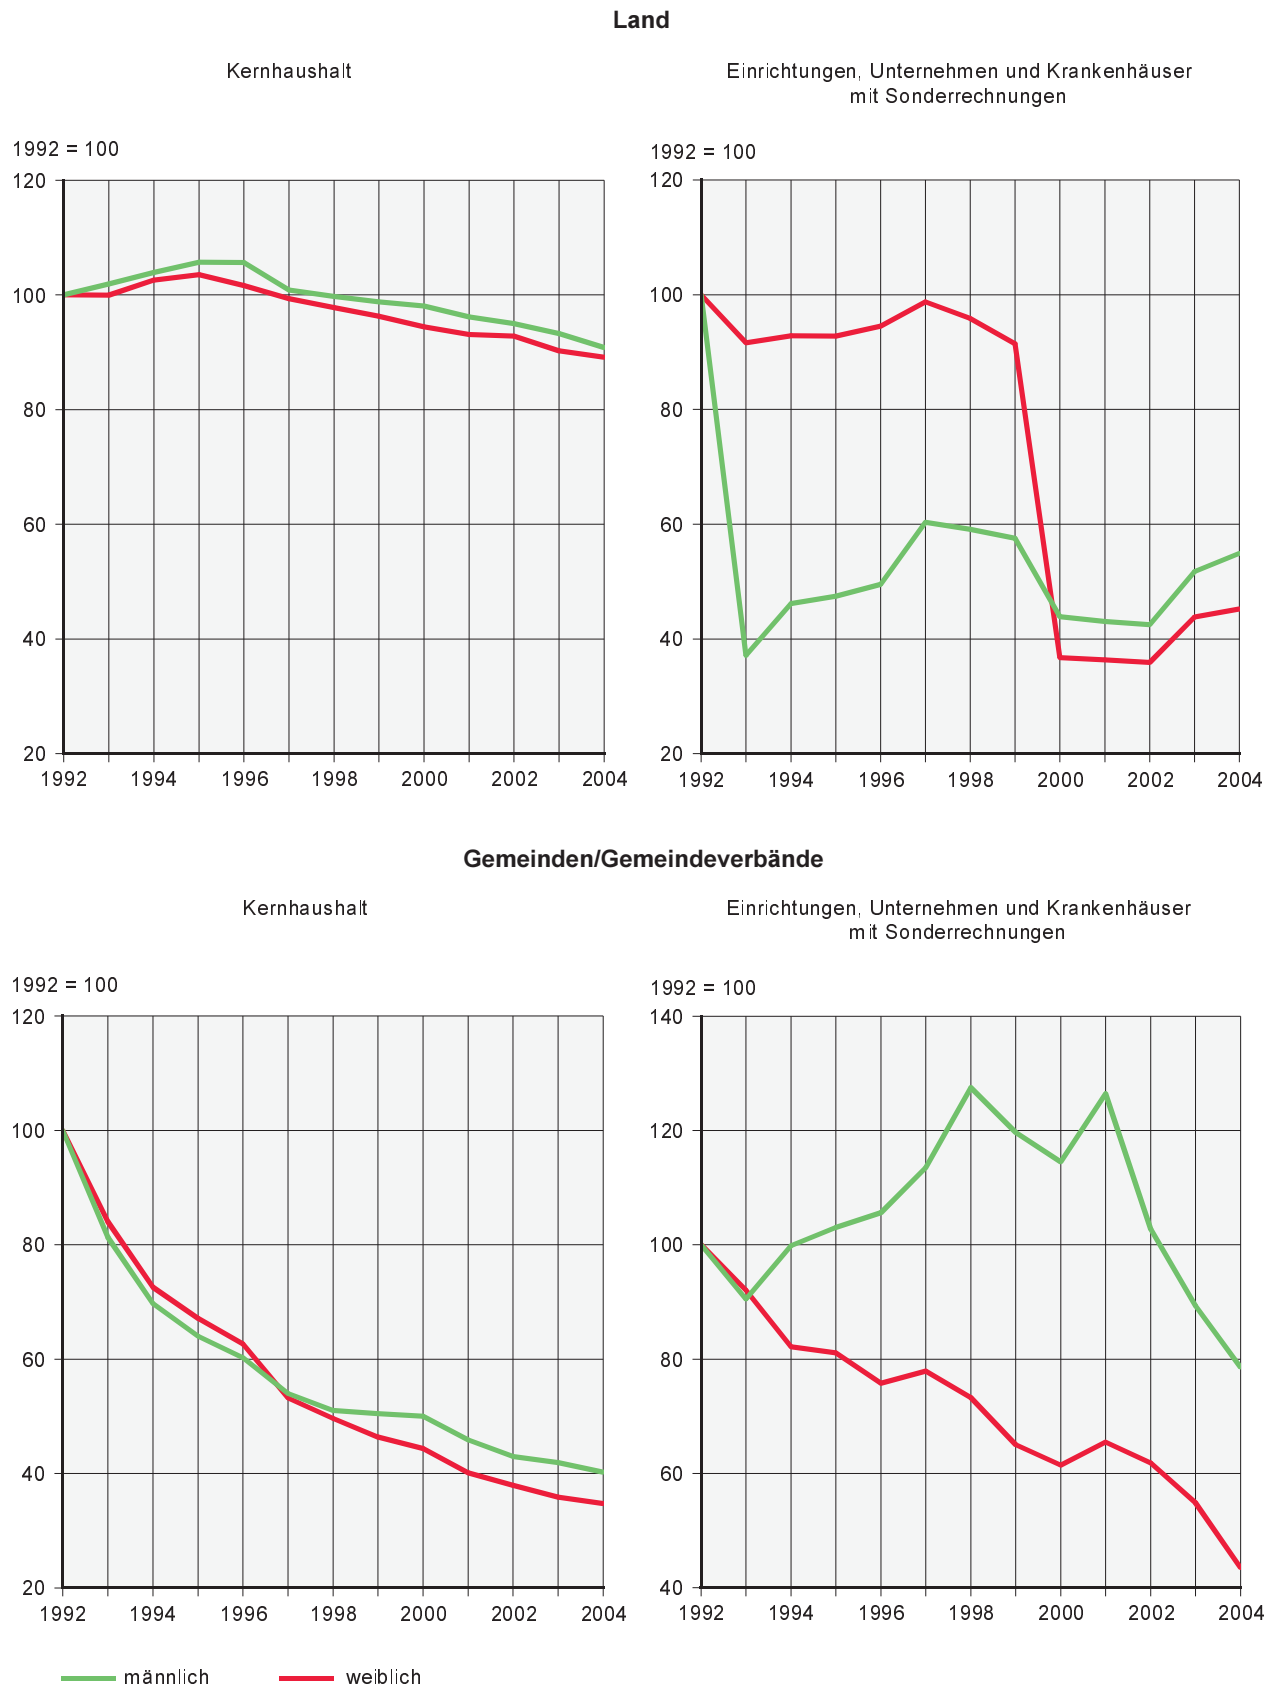 Land
Kernhaushalt
Einrichtungen, Unternehmen und Krankenhäuser
mit Sonderrechnungen
1992 = 100
120
100
80
60
40
20
1992 1994 1996 1998 2000 2002 2004
1992 = 100
120
100
80
60
40
20
1992 1994 1996 1998 2000 2002 2004
Gemeinden/Gemeindeverbände
Kernhaushalt
Einrichtungen, Unternehmen und Krankenhäuser
mit Sonderrechnungen
1992 = 100
120
100
80
60
40
20
1992 1994 1996 1998 2000 2002 2004
1992 = 100
140
120
100
80
60
40
1992 1994 1996 1998 2000 2002 2004
männlich weiblich